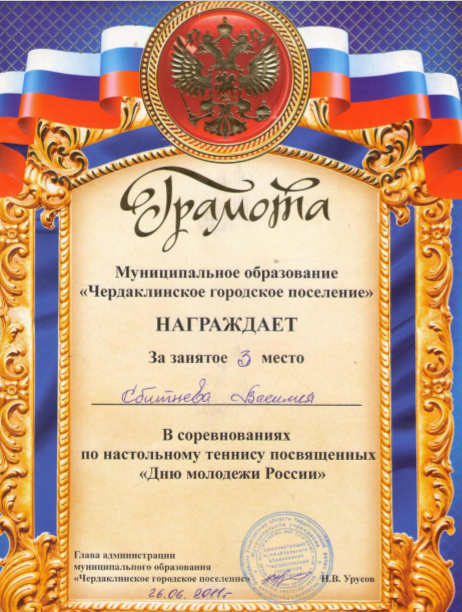 Грамота
Муниципальное образование
«Чердаклинское городское поселение»
НАГРАЖДАЕТ
За занятое 3 место
Сбитнева Василия
В соревнованиях
по настольному теннису посвященных
«Дню молодежи России»
Глава администрации
муниципального образования
«Чердаклинское городское поселение»
Н.В. Урусов
26.06.2011г.